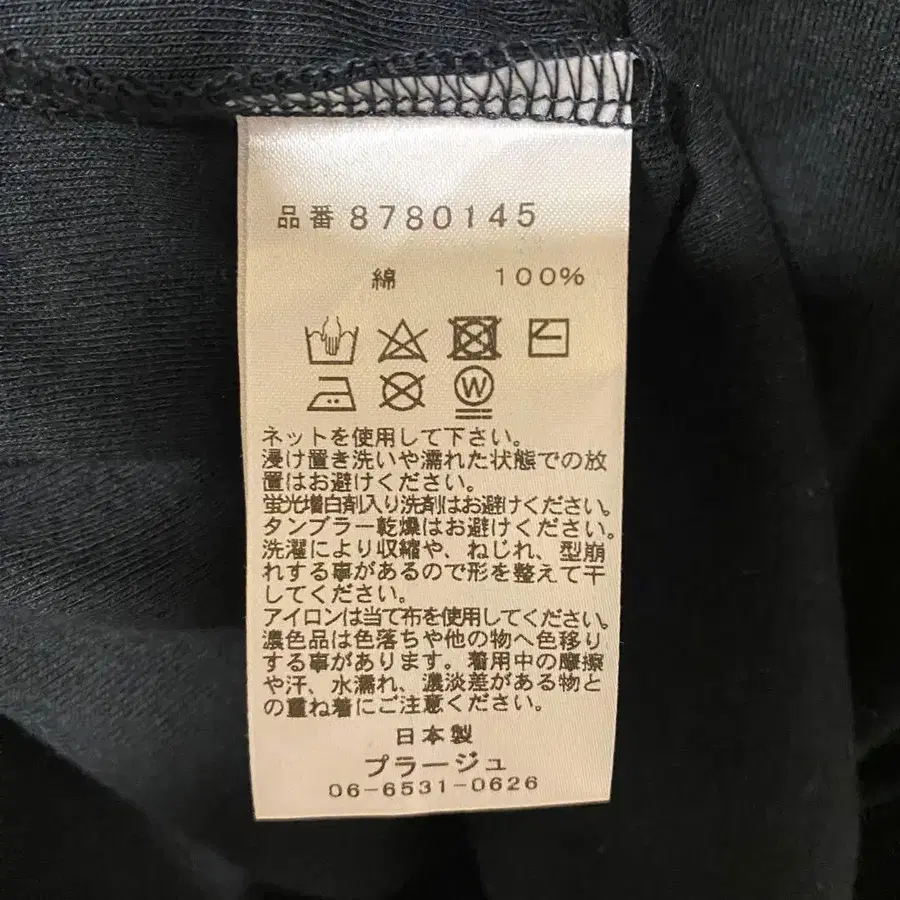 品番 8780145
綿 100%
W
ネットを使用して下さい。
浸け置き洗いや濡れた状態での放
置はお避けください。
蛍光増白剤入り洗剤はお避けください。
タンブラー乾燥はお避けください。
洗濯により収縮や、ねじれ、型崩
れする事があるので形を整えて干
してください。
アイロンは当て布を使用してください。
濃色品は色落ちや他の物へ色移り
する事があります。着用中の摩擦
や汗、水濡れ、濃淡差がある物と
の重ね着にご注意ください。
日本製
プラージュ
06-6531-0626